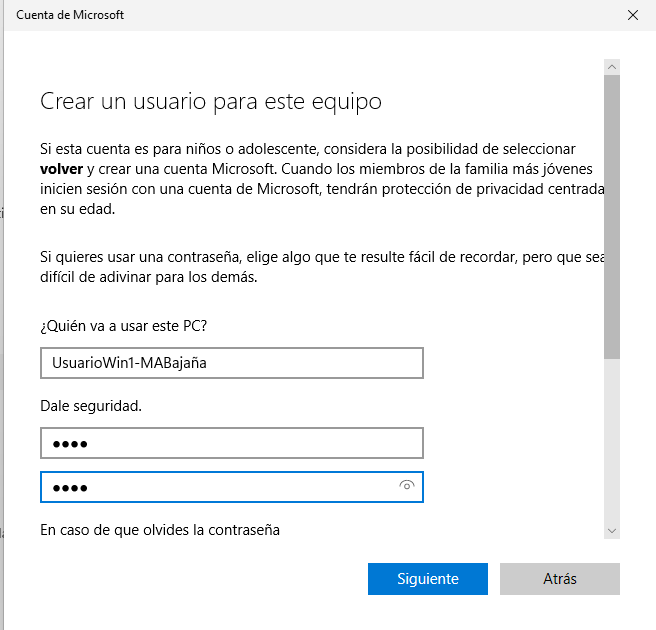 Cuenta de Microsoft
Crear un usuario para este equipo
Si esta cuenta es para niños o adolescente, considera la posibilidad de seleccionar
volver y crear una cuenta Microsoft. Cuando los miembros de la familia más jóvenes
inicien sesión con una cuenta de Microsoft, tendrán protección de privacidad centrada
en su edad.
Si quieres usar una contraseña, elige algo que te resulte fácil de recordar, pero que sea
difícil de adivinar para los demás.
¿Quién va a usar este PC?
UsuarioWin1-MABajaña
Dale seguridad.
●●●●
●●●●
En caso de que olvides la contraseña
Siguiente
Atrás